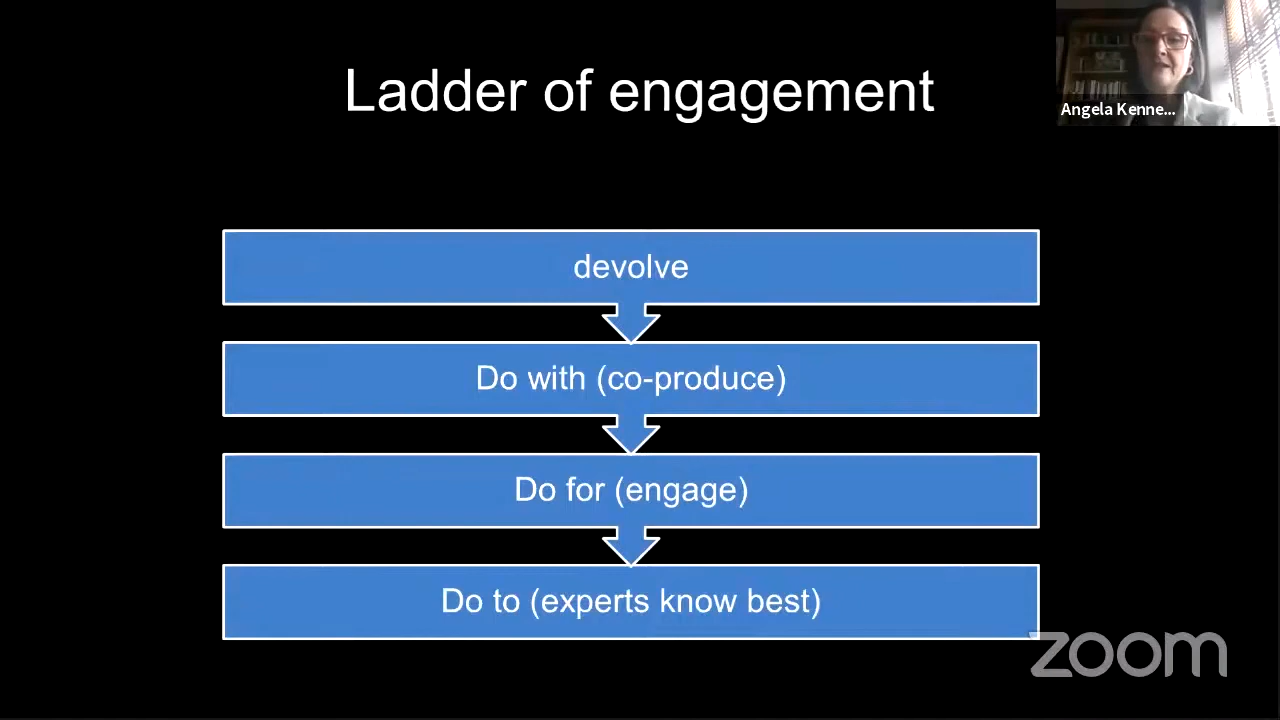 Ladder of engagement
Angela Kenne...
devolve
Do with (co-produce)
Do for (engage)
Do to (experts know best)
zoom